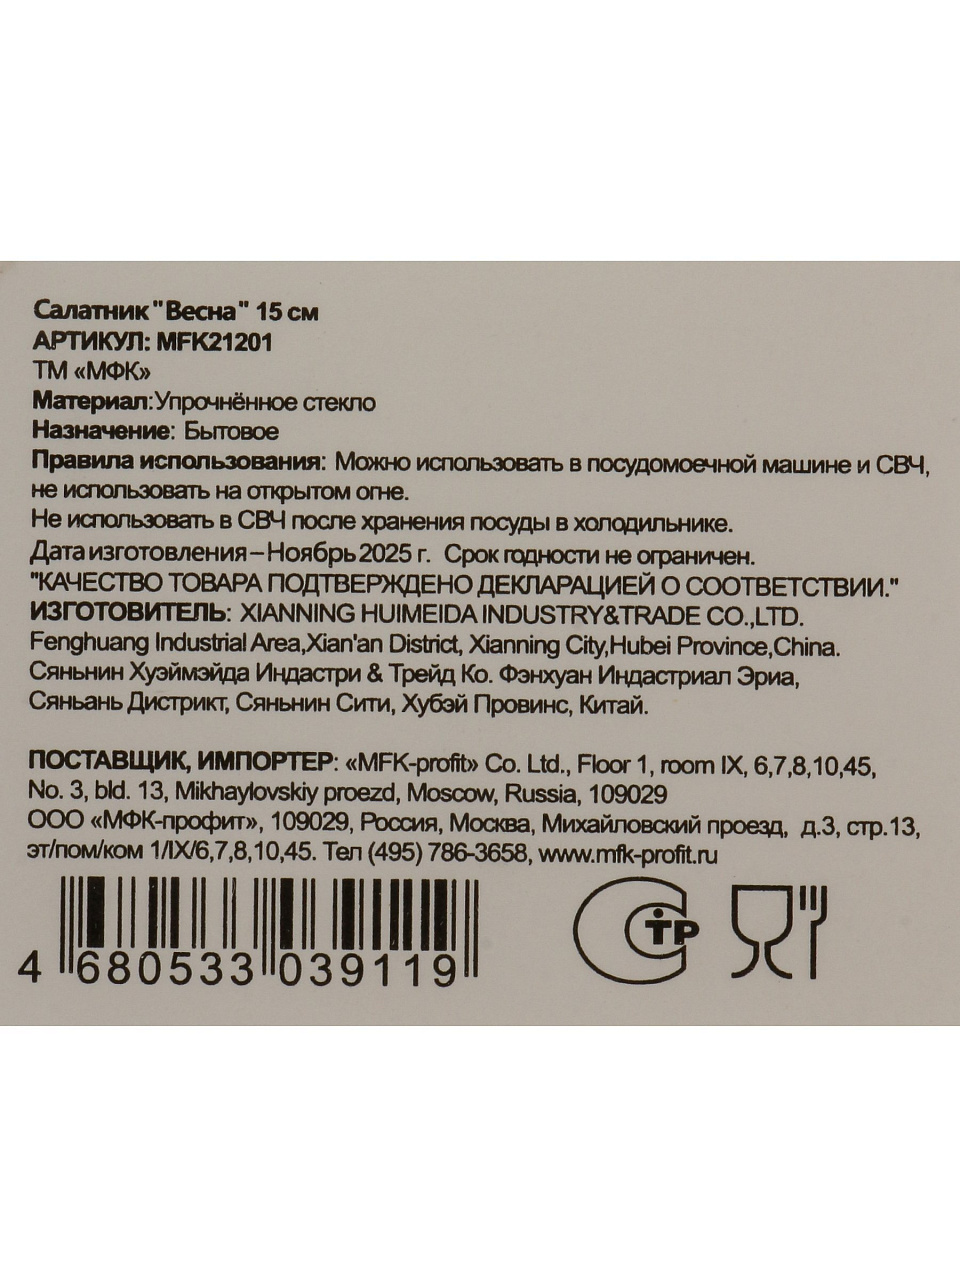 Салатник "Весна" 15 см
АРТИКУЛ: MFK21201
ТМ «МФК»
Материал:Упрочнённое стекло
Назначение: Бытовое
Правила использования: Можно использовать в посудомоечной машине и СВЧ,
не использовать на открытом огне.
Не использовать в СВЧ после хранения посуды в холодильнике.
Дата изготовления – Ноябрь 2025 г. Срок годности не ограничен.
"КАЧЕСТВО ТОВАРА ПОДТВЕРЖДЕНО ДЕКЛАРАЦИЕЙ О СООТВЕТСТВИИ."
ИЗГОТОВИТЕЛЬ: XIANNING HUIMEIDA INDUSTRY&TRADE CO.,LTD.
Fenghuang Industrial Area,Xian'an District, Xianning City,Hubei Province,China.
Сяньнин Хуэймэйда Индастри & Трейд Ко. Фэнхуан Индастриал Эриа,
Сяньань Дистрикт, Сяньнин Сити, Хубэй Провинс, Китай.
ПОСТАВЩИК, ИМПОРТЕР: «MFK-profit» Co. Ltd., Floor 1, room IX, 6,7,8,10,45,
No. 3, bld. 13, Mikhaylovskiy proezd, Moscow, Russia, 109029
ООО «МФК-профит», 109029, Россия, Москва, Михайловский проезд, д.3, стр.13,
эт/пом/ком 1/IX/6,7,8,10,45. Тел (495) 786-3658, www.mfk-profit.ru
4 680533 039119